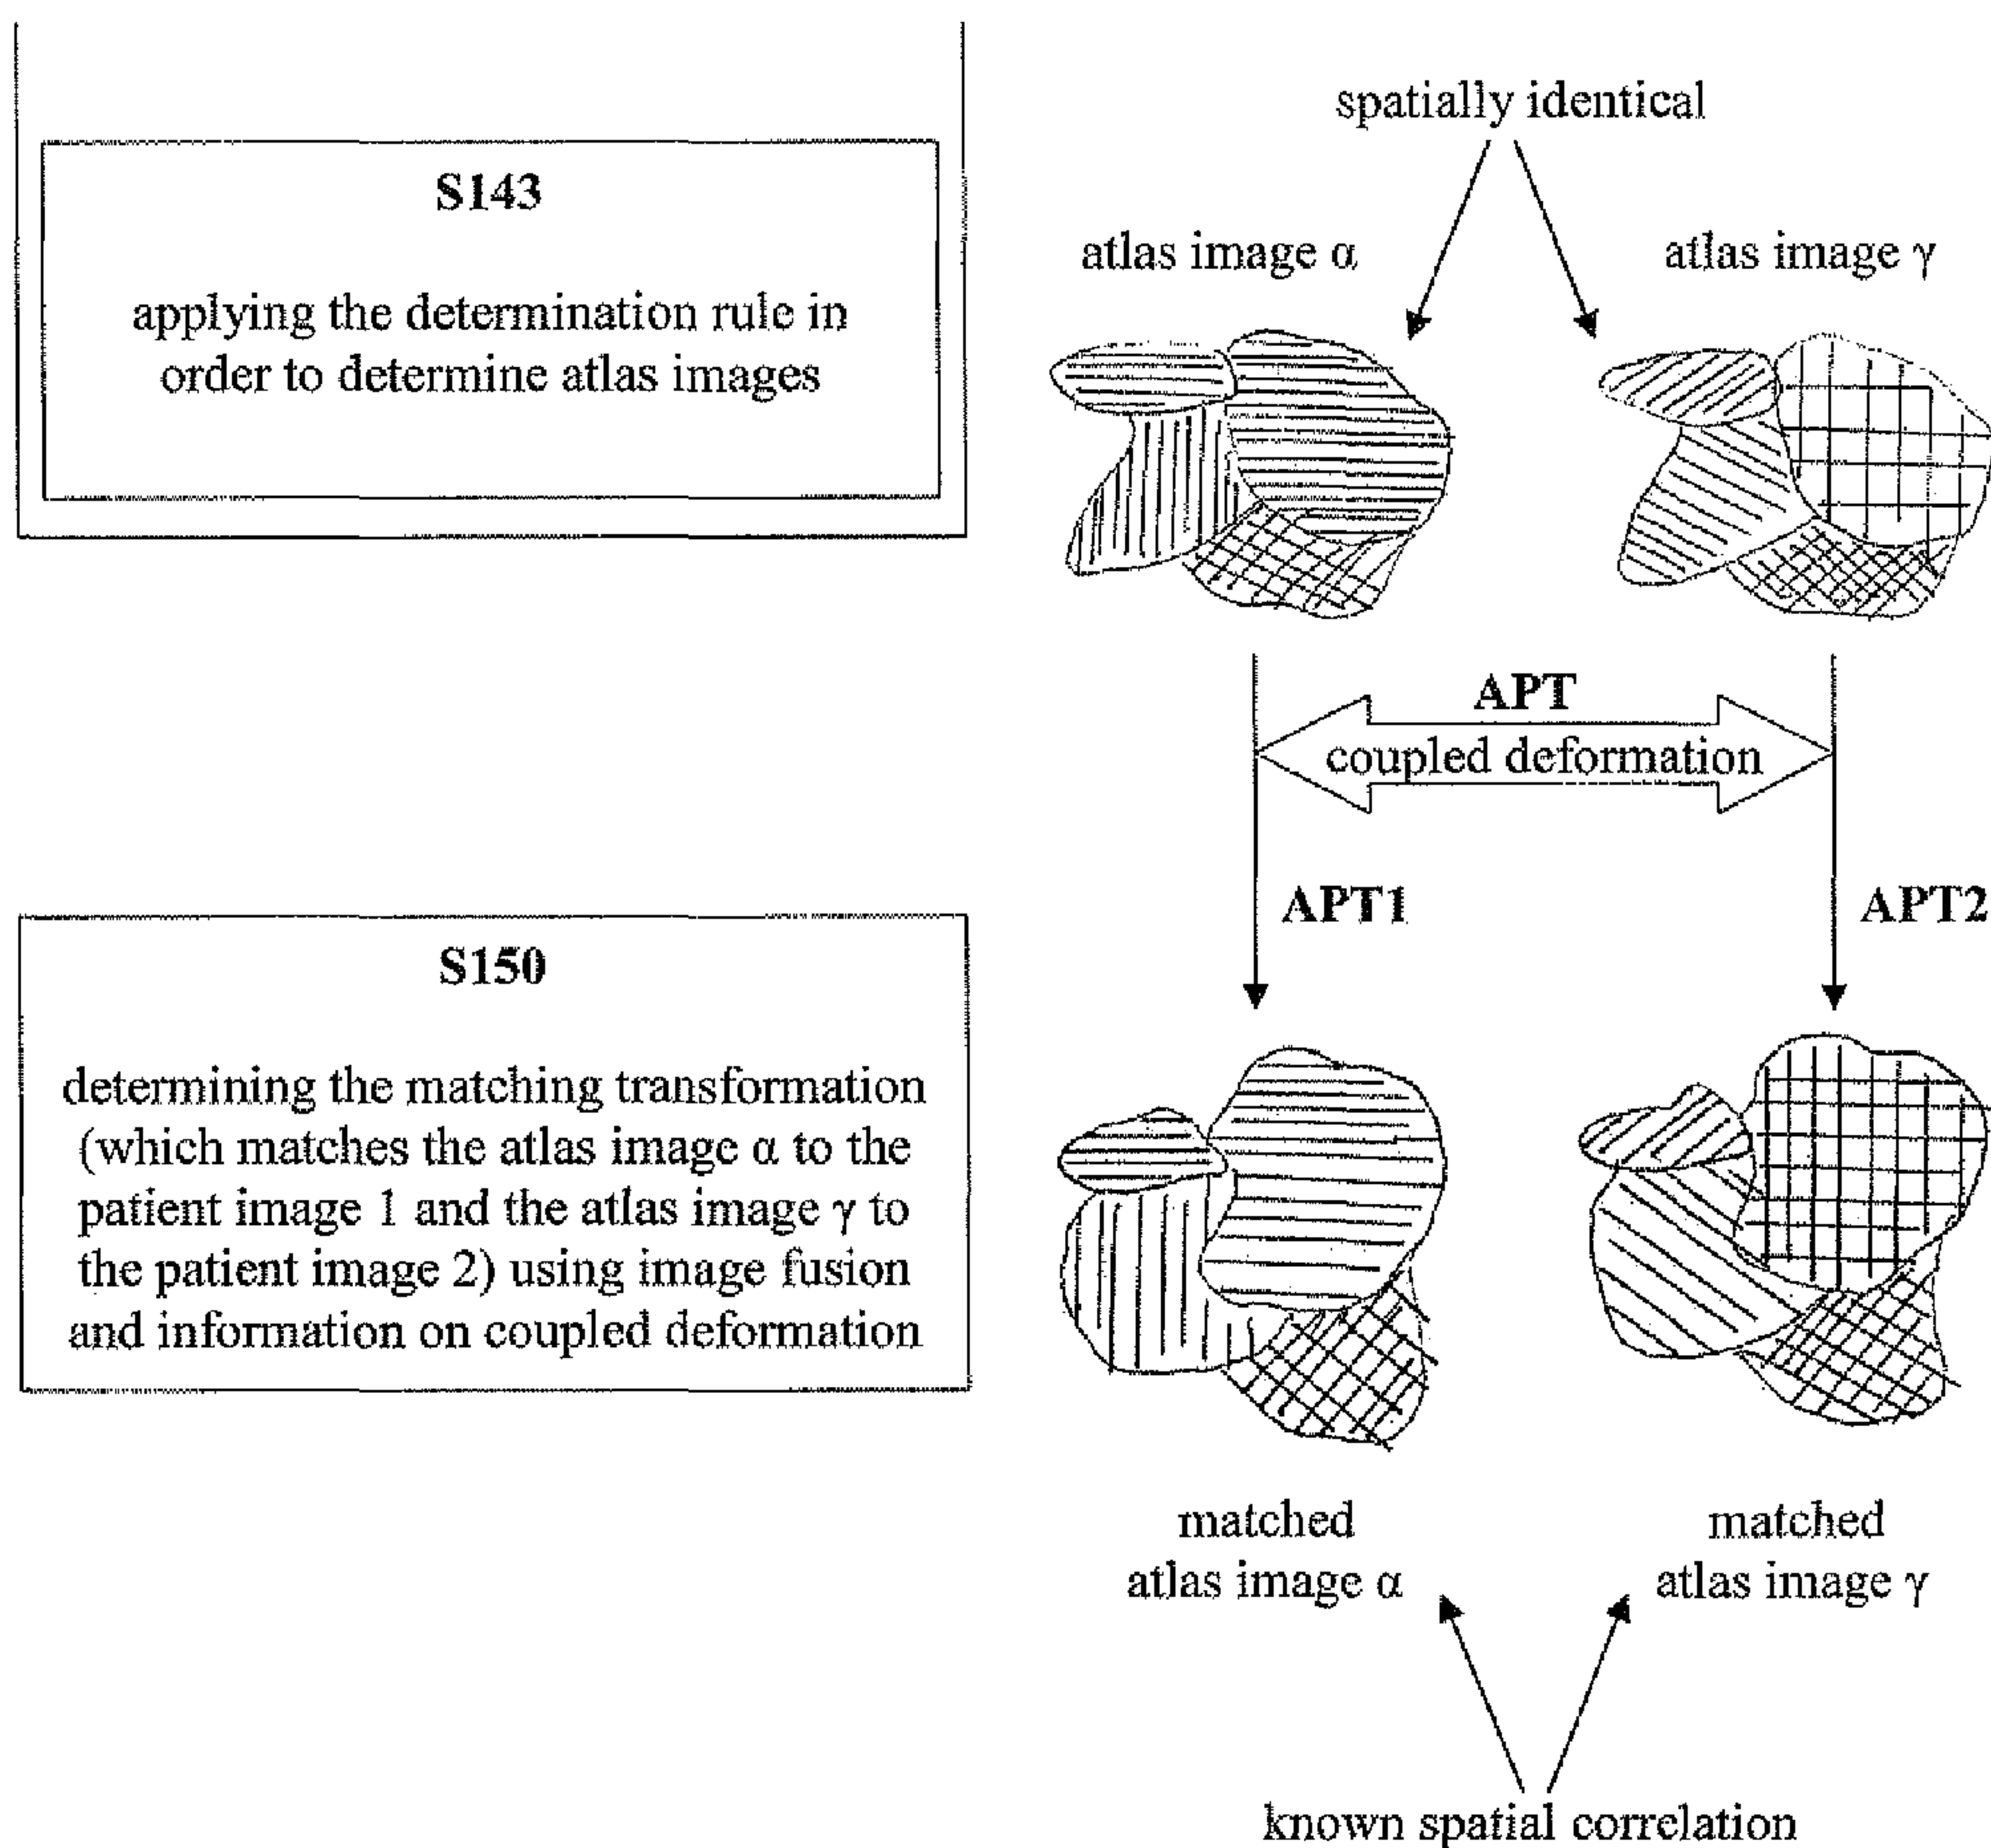 S143
applying the determination rule in
order to determine atlas images
spatially identical
atlas image α
atlas image γ
APT
coupled deformation
APT1
APT2
S150
determining the matching transformation
(which matches the atlas image α to the
patient image 1 and the atlas image γ to
the patient image 2) using image fusion
and information on coupled deformation
matched
atlas image α
matched
atlas image γ
known spatial correlation